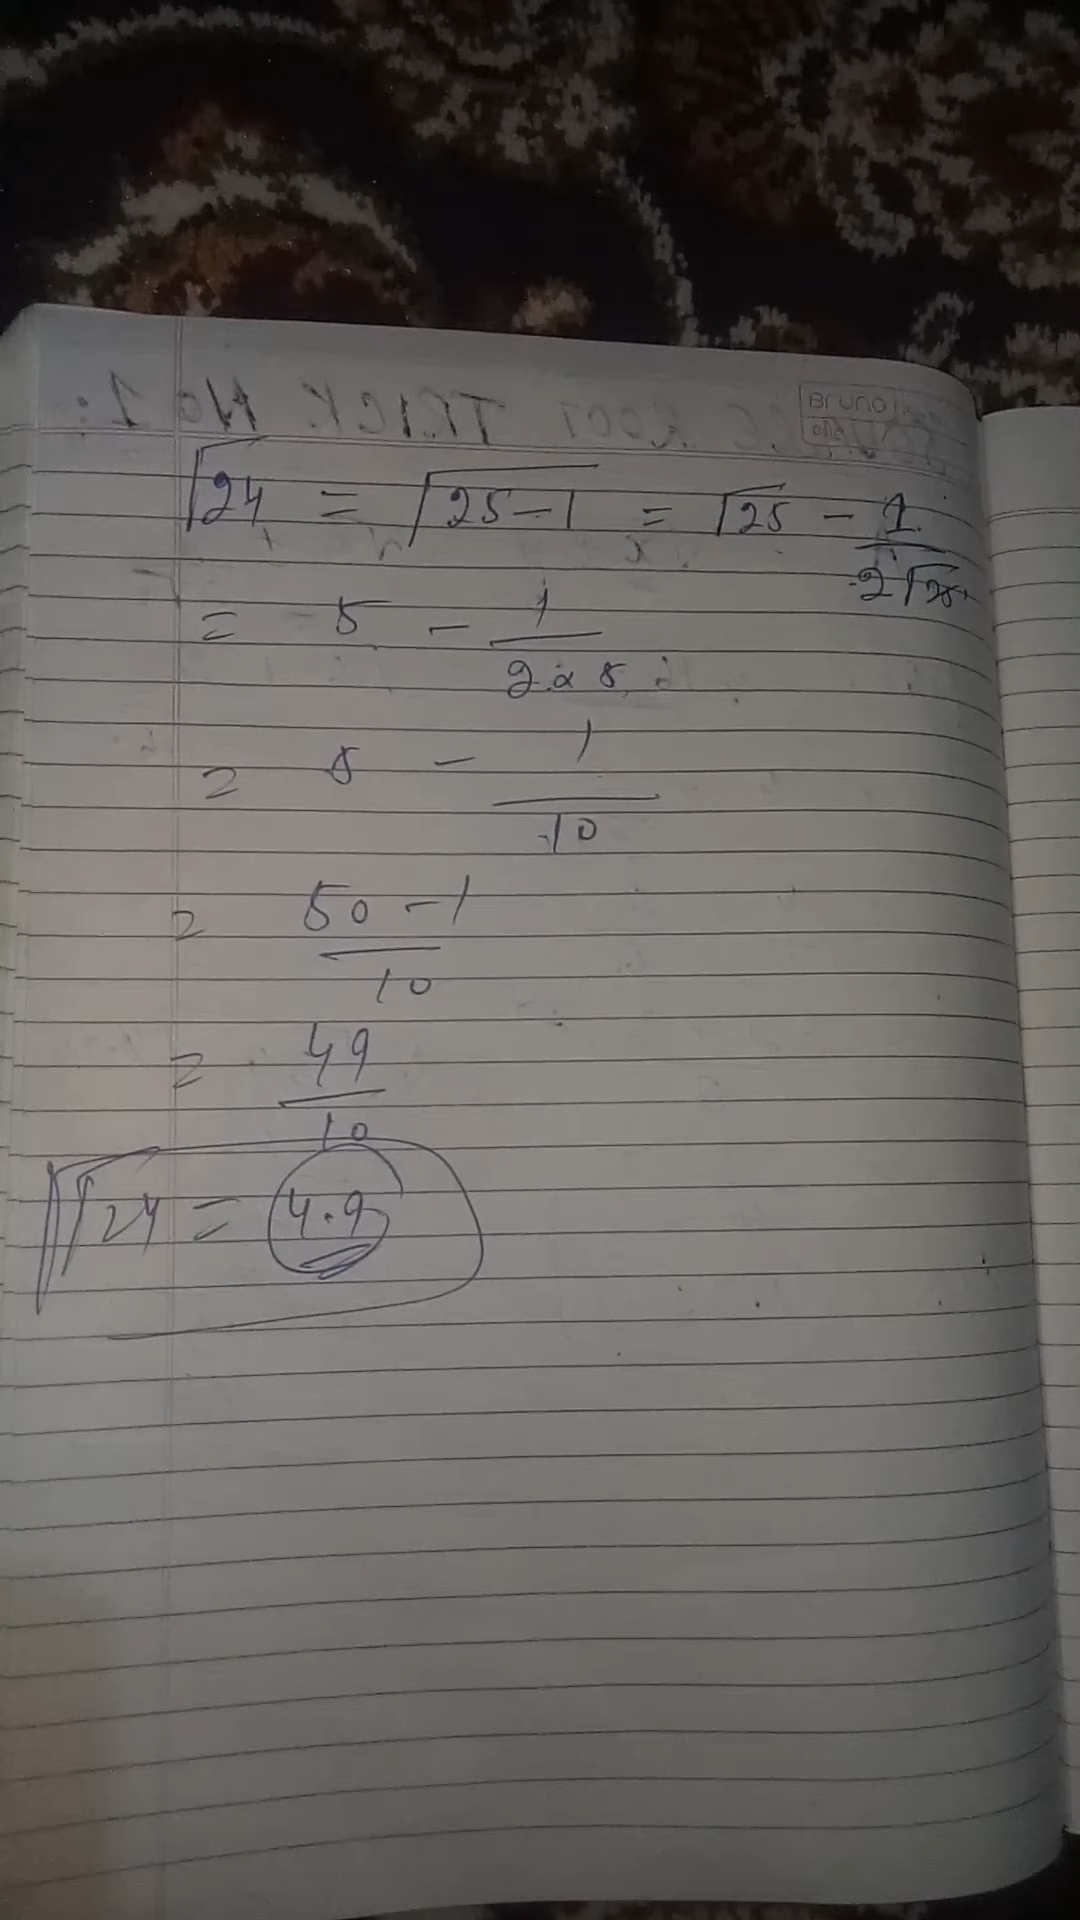 Bruno
√24 = √25-1 = √25 - 1/2√25
= 5 - 1/2×5
= 5 - 1/10
= 50-1/10
= 49/10
√24 = 4.9